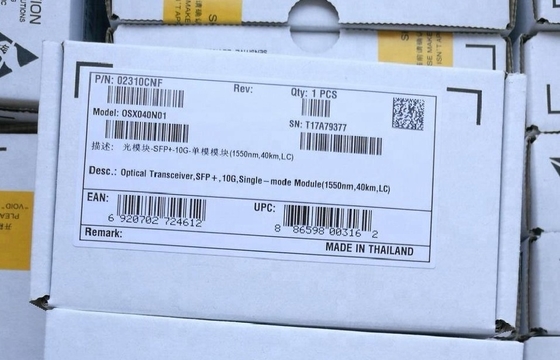 P/N: 02310CNF Rev: Qty: 1 PCS
Model: OSX040N01 SN: T17A79377
描述: 光模块-SFP+-10G-单模模块(1550nm,40km,LC)
Desc.: Optical Transceiver,SFP+,10G,Single-mode Module(1550nm,40km,LC)
EAN: 6 920702 724612 UPC: 8 86598 00316 2
Remark: MADE IN THAILAND